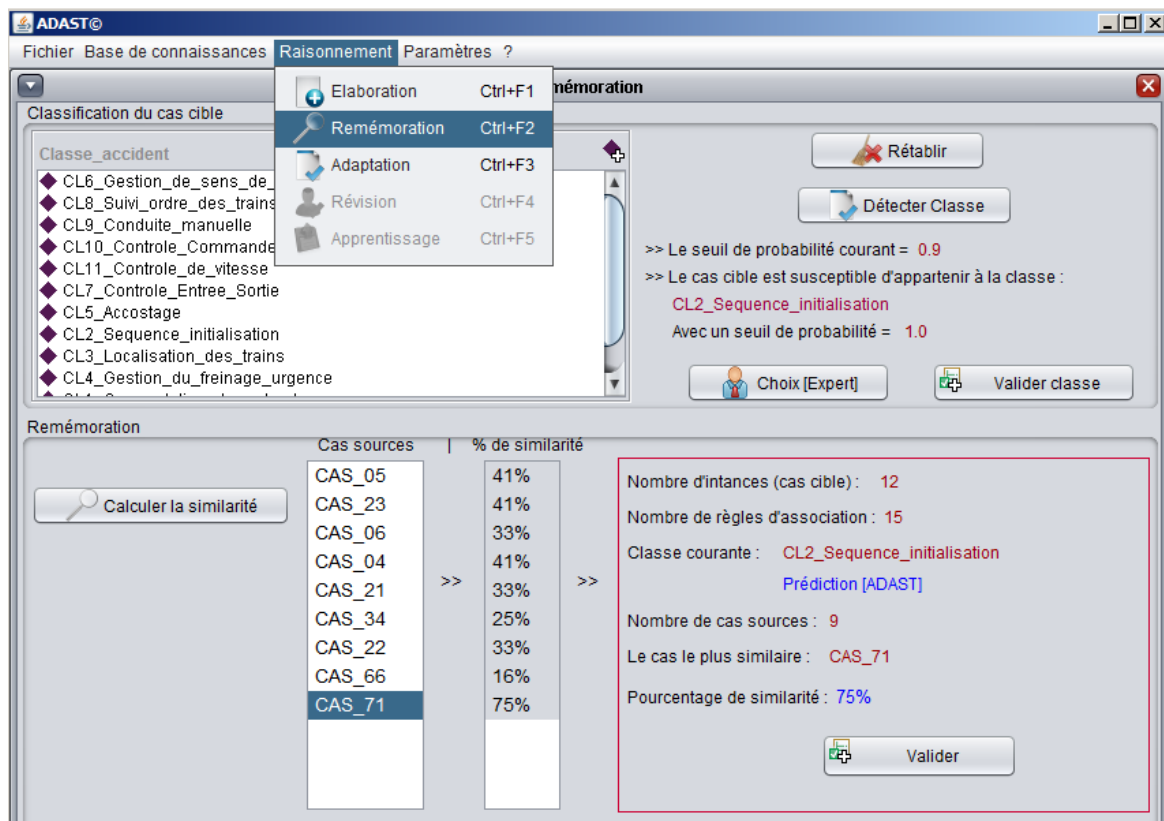 ADAST©
Fichier Base de connaissances Raisonnement Paramètres ?
Elaboration Ctrl+F1
Remémoration Ctrl+F2
Adaptation Ctrl+F3
Révision Ctrl+F4
Apprentissage Ctrl+F5
mémoration
Classification du cas cible
Classe_accident
CL6_Gestion_de_sens_de_
CL8_Suivi_ordre_des_trains
CL9_Conduite_manuelle
CL10_Controle_Commande
CL11_Controle_de_vitesse
CL7_Controle_Entree_Sortie
CL5_Accostage
CL2_Sequence_initialisation
CL3_Localisation_des_trains
CL4_Gestion_du_freinage_urgence
Rétablir
Détecter Classe
>> Le seuil de probabilité courant = 0.9
>> Le cas cible est susceptible d'appartenir à la classe :
CL2_Sequence_initialisation
Avec un seuil de probabilité = 1.0
Choix [Expert] Valider classe
Remémoration
Calculer la similarité
Cas sources | % de similarité
CAS_05 41%
CAS_23 41%
CAS_06 33%
CAS_04 41%
CAS_21 33%
CAS_34 25%
CAS_22 33%
CAS_66 16%
CAS_71 75%
>> >>
Nombre d'intances (cas cible) : 12
Nombre de règles d'association : 15
Classe courante : CL2_Sequence_initialisation
Prédiction [ADAST]
Nombre de cas sources : 9
Le cas le plus similaire : CAS_71
Pourcentage de similarité : 75%
Valider